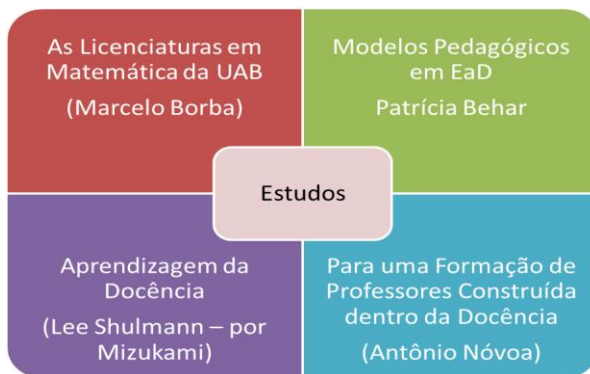 As Licenciaturas em
Matemática da UAB
(Marcelo Borba)
Modelos Pedagógicos
em EaD
Patrícia Behar
Estudos
Aprendizagem da
Docência
(Lee Shulmann – por
Mizukami)
Para uma Formação de
Professores Construída
dentro da Docência
(Antônio Nóvoa)